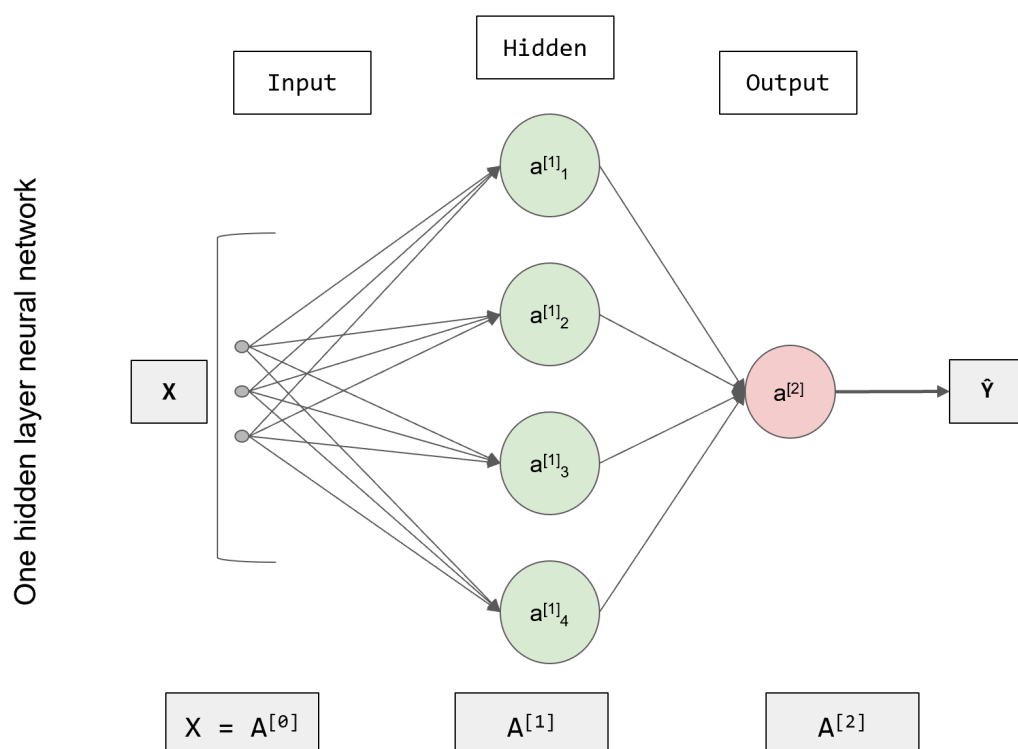 Hidden
Input
Output
One hidden layer neural network
a[1]1
a[1]2
X
a[2]
Ŷ
a[1]3
a[1]4
X = A[0]
A[1]
A[2]